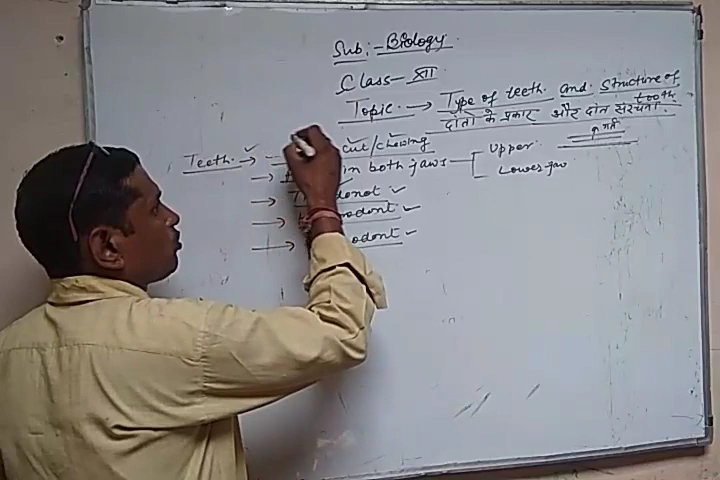 Sub:- Biology.
Class - XII
Topic. → Type of teeth and Structure of tooth
दांतो के प्रकार और दांत संरचना.
Teeth. → cut/chewing
→ in both jaws — Upper.
Lower jaw
→ donot
→ odont
→ odont